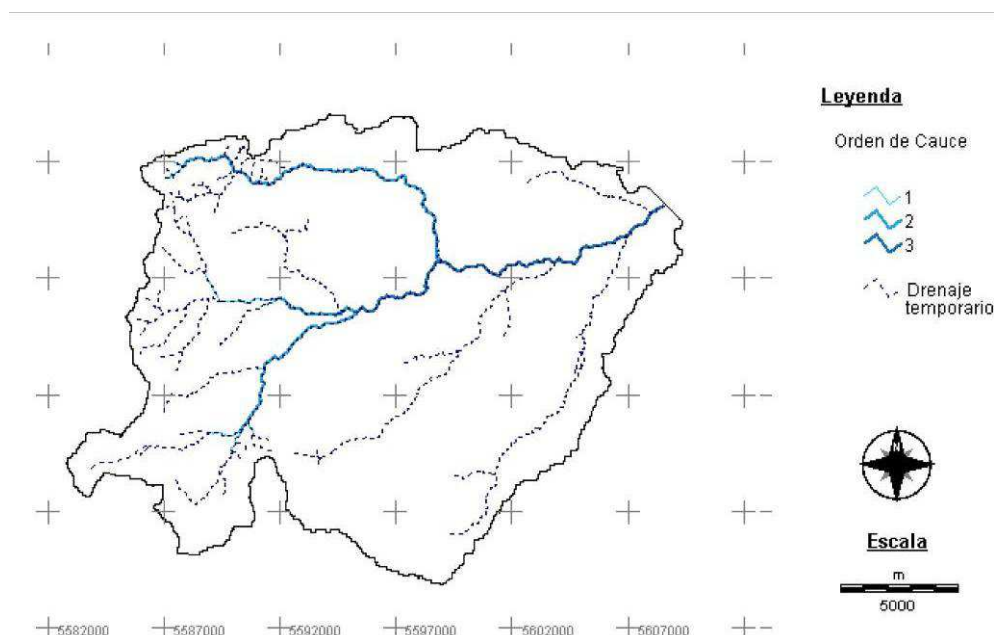 Leyenda
Orden de Cauce
1
2
3
Drenaje
temporario
Escala
m
5000
5582000 5587000 5592000 5597000 5602000 5607000